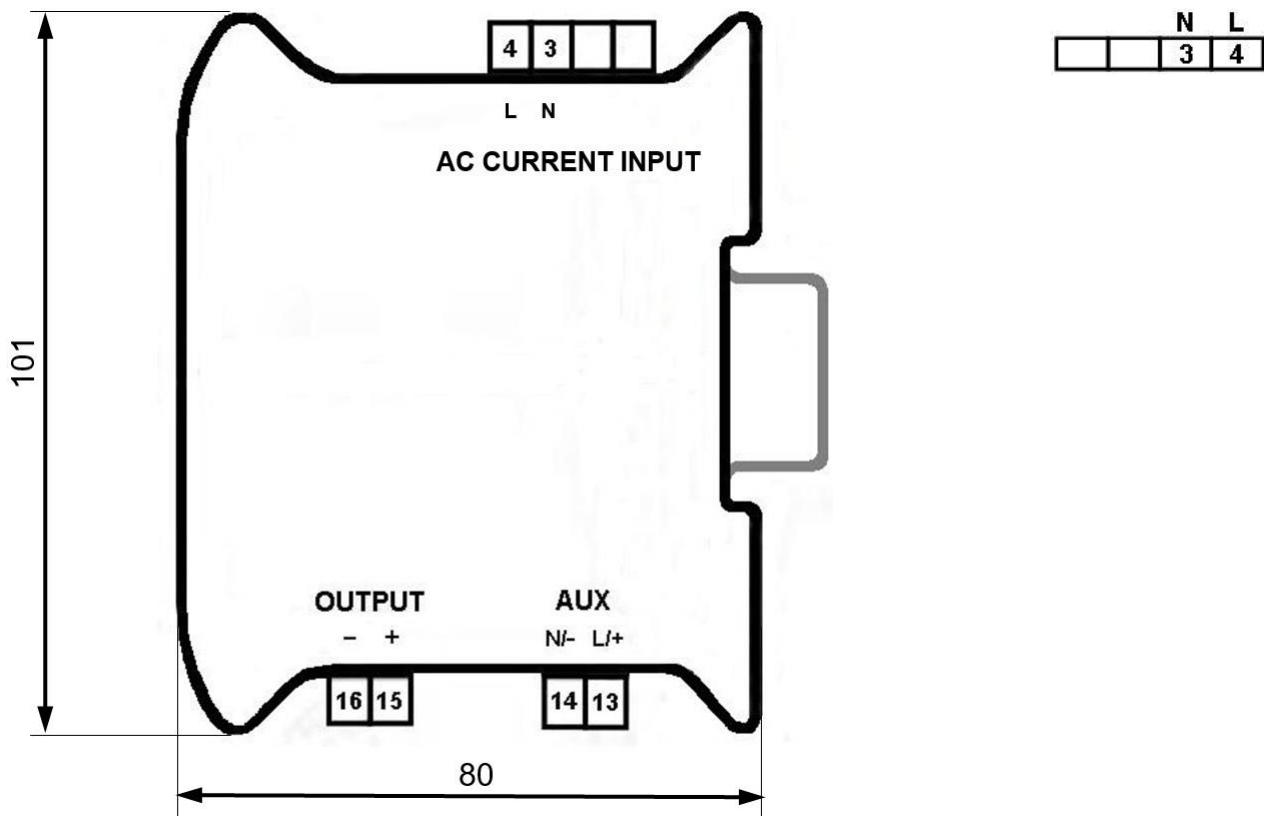 N L
3 4
4 3
L N
AC CURRENT INPUT
101
OUTPUT AUX
− + N/- L/+
16 15 14 13
80